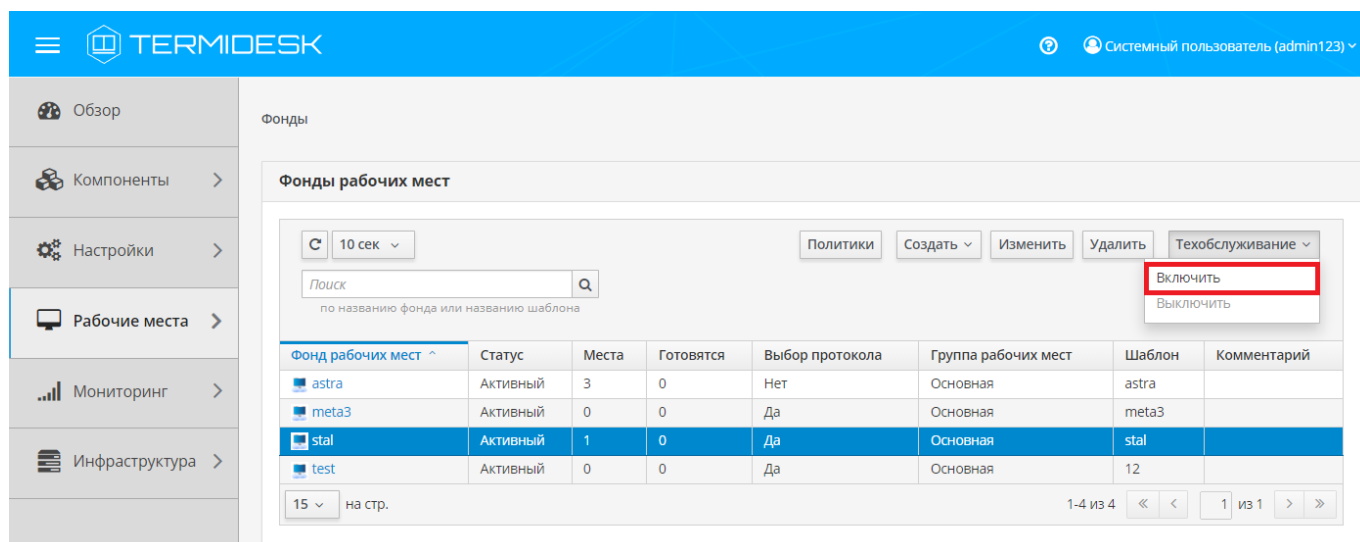 TERMIDESK
Системный пользователь (admin123)
Обзор
Фонды
Компоненты
Фонды рабочих мест
Настройки
10 сек
Политики Создать Изменить Удалить Техобслуживание
Поиск
Включить
по названию фонда или названию шаблона
Выключить
Рабочие места
Фонд рабочих мест Статус Места Готовятся Выбор протокола Группа рабочих мест Шаблон Комментарий
astra Активный 3 0 Нет Основная astra
Мониторинг
meta3 Активный 0 0 Да Основная meta3
stal Активный 1 0 Да Основная stal
Инфраструктура
test Активный 0 0 Да Основная 12
15 на стр. 1-4 из 4 « < 1 из 1 > »